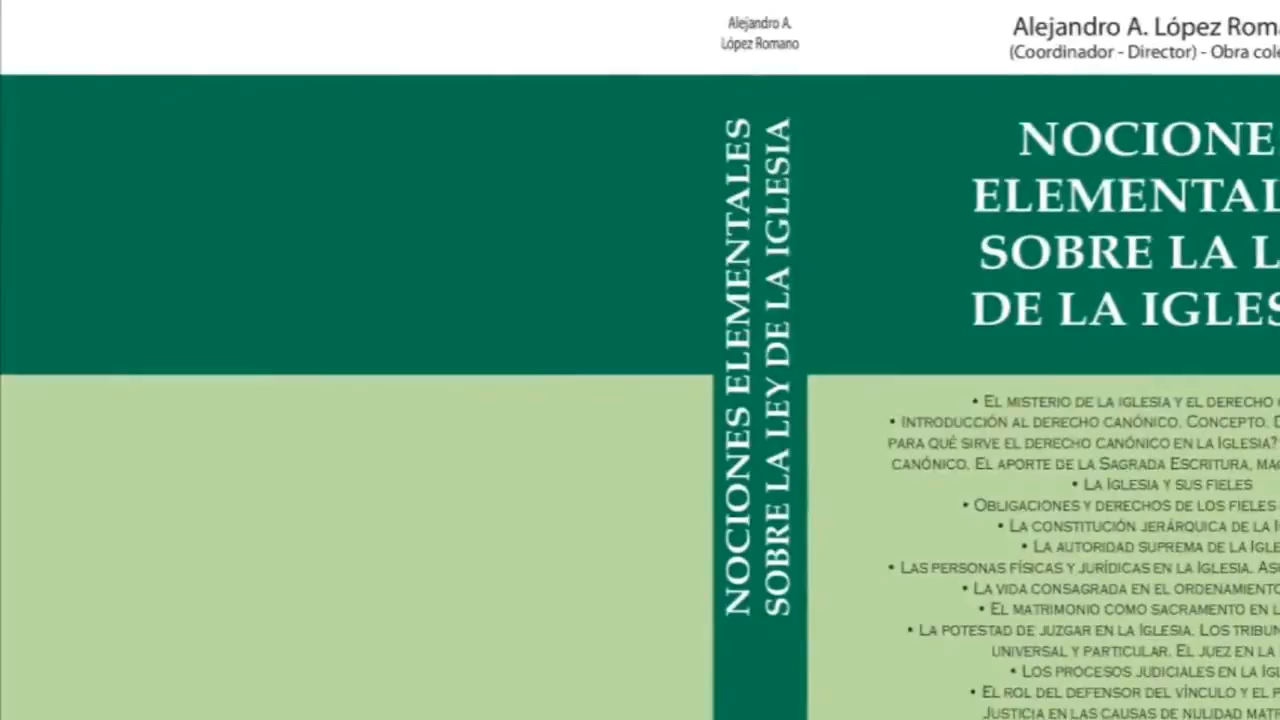 Alejandro A.
López Romano
NOCIONES ELEMENTALES
SOBRE LA LEY DE LA IGLESIA
Alejandro A. López
(Coordinador - Director) - Obra
NOCIONE
ELEMENTAL
SOBRE LA L
DE LA IGLES
• El misterio de la iglesia y el derecho
• Introducción al derecho canónico. Concepto.
para qué sirve el derecho canónico en la Iglesia?
canónico. El aporte de la Sagrada Escritura,
• La Iglesia y sus fieles
• Obligaciones y derechos de los fieles
• La constitución jerárquica de la
• La autoridad suprema de la
• Las personas físicas y jurídicas en la Iglesia.
• La vida consagrada en el ordenamiento
• El matrimonio como sacramento en
• La potestad de juzgar en la Iglesia. Los
universal y particular. El juez en la
• Los procesos judiciales en la
• El rol del defensor del vínculo y el
Justicia en las causas de nulidad